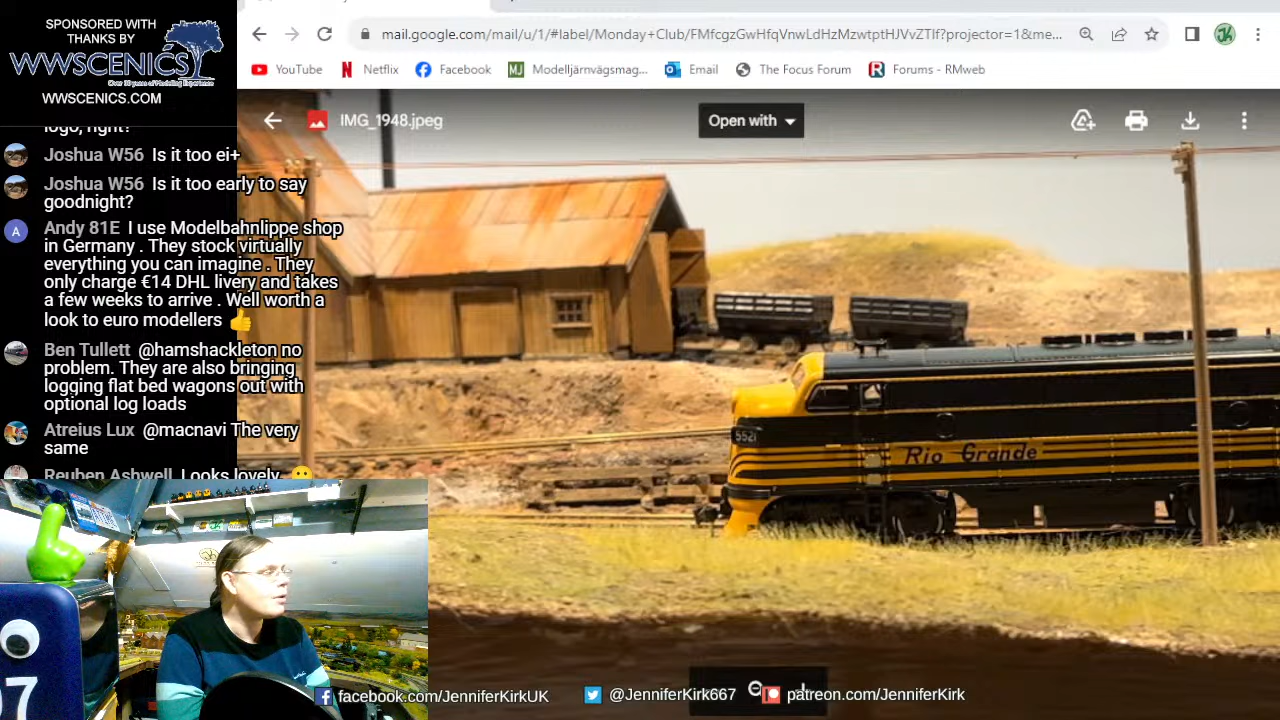 SPONSORED WITH
THANKS BY
WWSCENICS
WWSCENICS.COM
mail.google.com/mail/u/1/#label/Monday+Club/FMfcgzGwHfqVnwLdHzMzwtptHJVvZTlf?projector=1&me...
YouTube
Netflix
Facebook
Modelljärnvägsmag...
Email
The Focus Forum
Forums - RMweb
IMG_1948.jpeg
Open with
logo, right?
Joshua W56 Is it too ei+
Joshua W56 Is it too early to say
goodnight?
Andy 81E I use Modelbahnlippe shop
in Germany . They stock virtually
everything you can imagine . They
only charge €14 DHL livery and takes
a few weeks to arrive . Well worth a
look to euro modellers 👍
Ben Tullett @hamshackleton no
problem. They are also bringing
logging flat bed wagons out with
optional log loads
Atreius Lux @macnavi The very
same
Reuben Ashwell Looks lovely
5521
Rio Grande
07
facebook.com/JenniferKirkUK
@JenniferKirk667
patreon.com/JenniferKirk